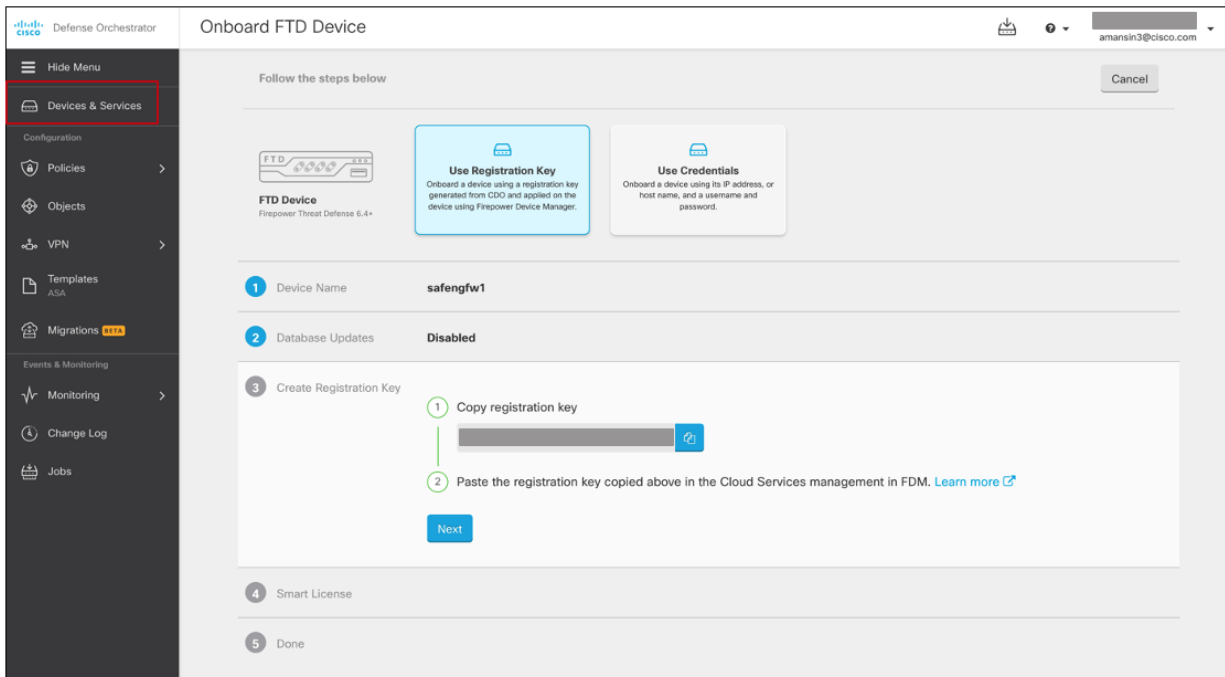 cisco Defense Orchestrator
Onboard FTD Device
amansin3@cisco.com
Hide Menu
Devices & Services
Configuration
Policies
Objects
VPN
Templates
ASA
Migrations BETA
Events & Monitoring
Monitoring
Change Log
Jobs
Follow the steps below
Cancel
FTD
FTD Device
Firepower Threat Defense 6.4+
Use Registration Key
Onboard a device using a registration key
generated from CDO and applied on the
device using Firepower Device Manager.
Use Credentials
Onboard a device using its IP address, or
host name, and a username and
password.
1 Device Name safengfw1
2 Database Updates Disabled
3 Create Registration Key
1 Copy registration key
2 Paste the registration key copied above in the Cloud Services management in FDM. Learn more
Next
4 Smart License
5 Done